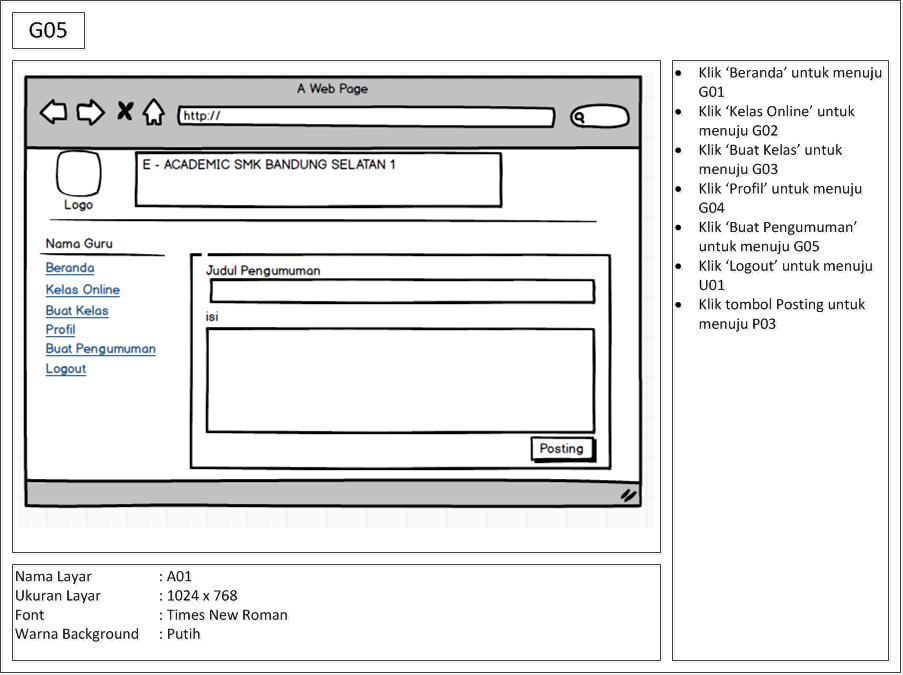 G05
A Web Page
http://
Logo
E - ACADEMIC SMK BANDUNG SELATAN 1
Nama Guru
Beranda
Kelas Online
Buat Kelas
Profil
Buat Pengumuman
Logout
Judul Pengumuman
isi
Posting
• Klik ‘Beranda’ untuk menuju
G01
• Klik ‘Kelas Online’ untuk
menuju G02
• Klik ‘Buat Kelas’ untuk
menuju G03
• Klik ‘Profil’ untuk menuju
G04
• Klik ‘Buat Pengumuman’
untuk menuju G05
• Klik ‘Logout’ untuk menuju
U01
• Klik tombol Posting untuk
menuju P03
Nama Layar : A01
Ukuran Layar : 1024 x 768
Font : Times New Roman
Warna Background : Putih